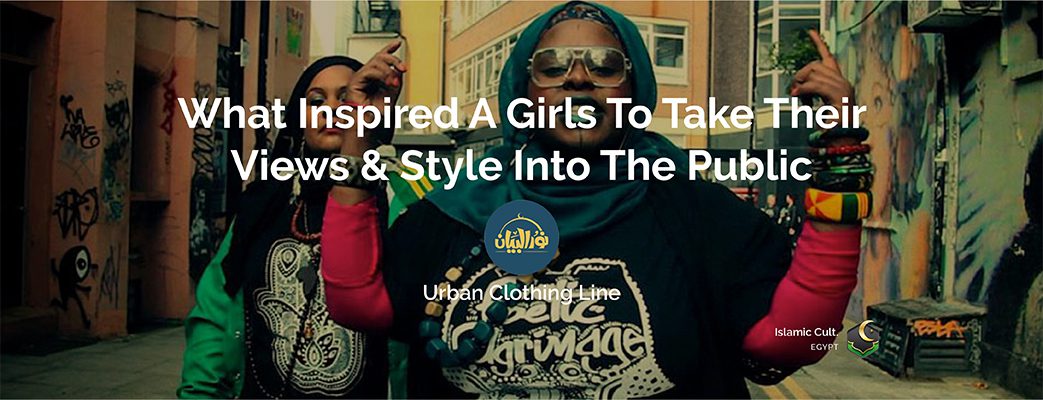 What Inspired A Girls To Take Their
Views & Style Into The Public
نور البيان
Urban Clothing Line
Poetic
Pilgrimage
Islamic Cult.
EGYPT